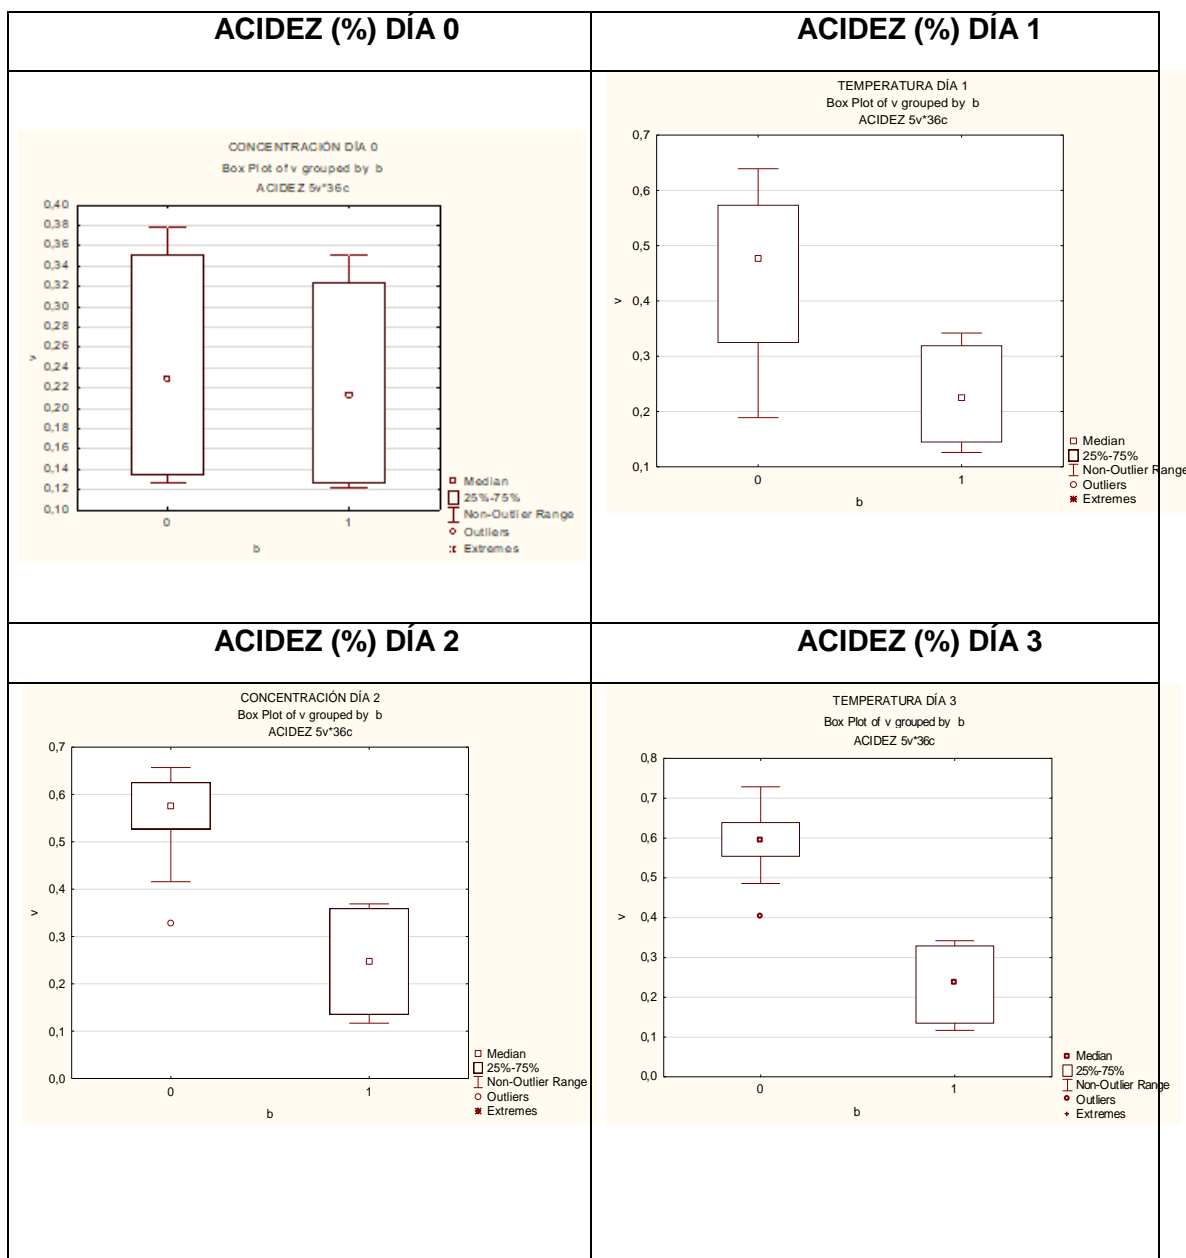 ACIDEZ (%) DÍA 0
ACIDEZ (%) DÍA 1
CONCENTRACIÓN DÍA 0
Box Plot of v grouped by b
ACIDEZ 5v*36c
0,40
0,38
0,36
0,34
0,32
0,30
0,28
0,26
0,24
0,22
0,20
0,18
0,16
0,14
0,12
0,10
v
0
1
b
Median
25%-75%
Non-Outlier Range
Outliers
Extremes
TEMPERATURA DÍA 1
Box Plot of v grouped by b
ACIDEZ 5v*36c
0,7
0,6
0,5
0,4
0,3
0,2
0,1
v
0
1
b
Median
25%-75%
Non-Outlier Range
Outliers
Extremes
ACIDEZ (%) DÍA 2
ACIDEZ (%) DÍA 3
CONCENTRACIÓN DÍA 2
Box Plot of v grouped by b
ACIDEZ 5v*36c
0,7
0,6
0,5
0,4
0,3
0,2
0,1
0,0
v
0
1
b
Median
25%-75%
Non-Outlier Range
Outliers
Extremes
TEMPERATURA DÍA 3
Box Plot of v grouped by b
ACIDEZ 5v*36c
0,8
0,7
0,6
0,5
0,4
0,3
0,2
0,1
0,0
v
0
1
b
Median
25%-75%
Non-Outlier Range
Outliers
Extremes